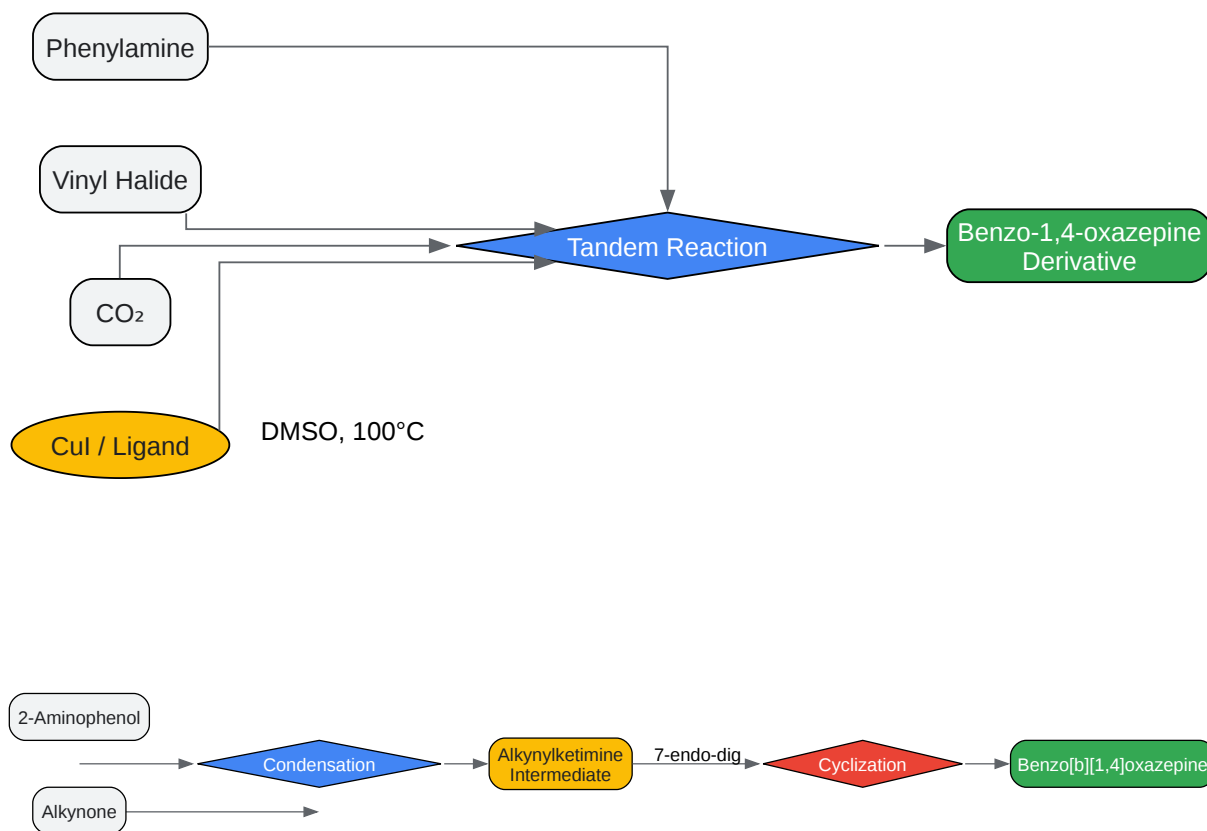 Phenylamine
Vinyl Halide
Tandem Reaction
Benzo-1,4-oxazepine
Derivative
CO₂
CuI / Ligand
DMSO, 100°C
2-Aminophenol
Condensation
Alkynylketimine
Intermediate
7-endo-dig
Cyclization
Benzo[b][1,4]oxazepine
Alkynone